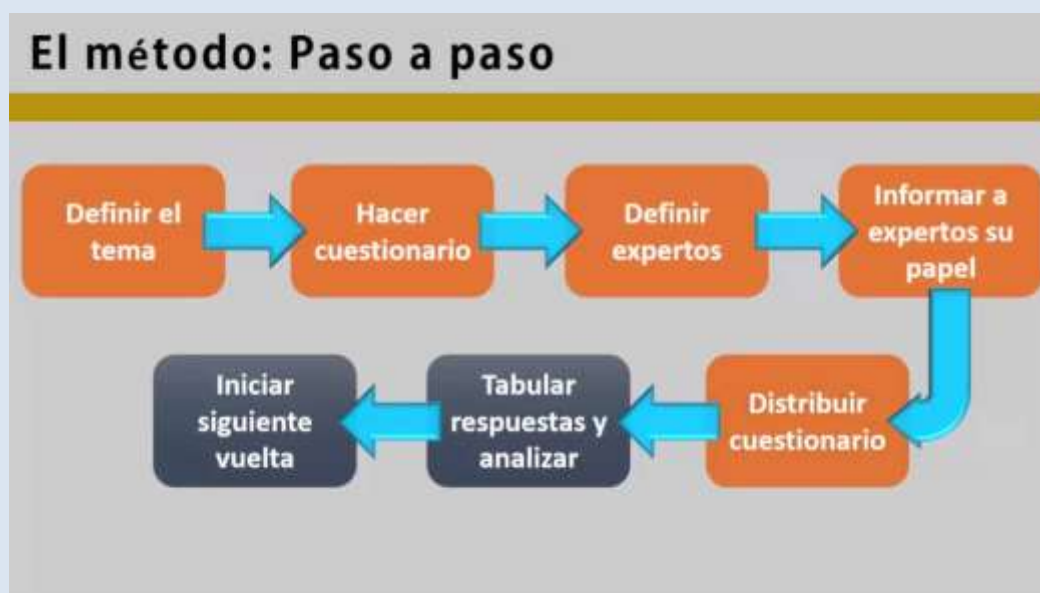 El método: Paso a paso
Definir el
tema
Hacer
cuestionario
Definir
expertos
Informar a
expertos su
papel
Distribuir
cuestionario
Tabular
respuestas y
analizar
Iniciar
siguiente
vuelta